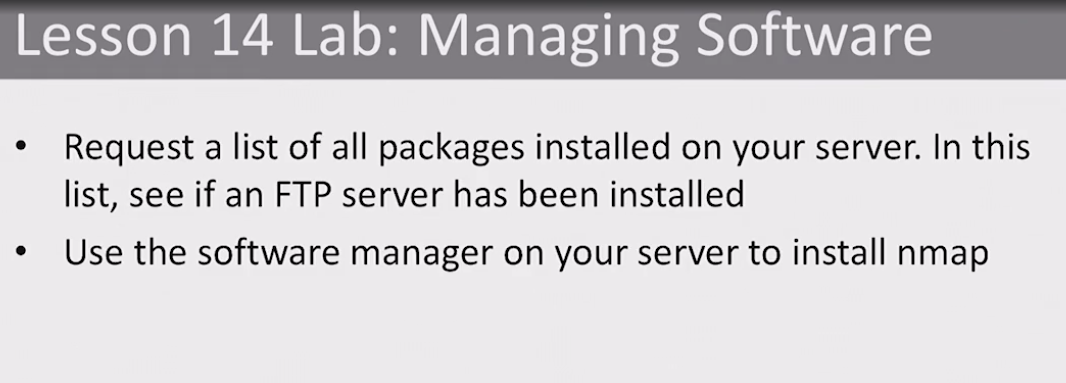 Lesson 14 Lab: Managing Software
• Request a list of all packages installed on your server. In this
list, see if an FTP server has been installed
• Use the software manager on your server to install nmap